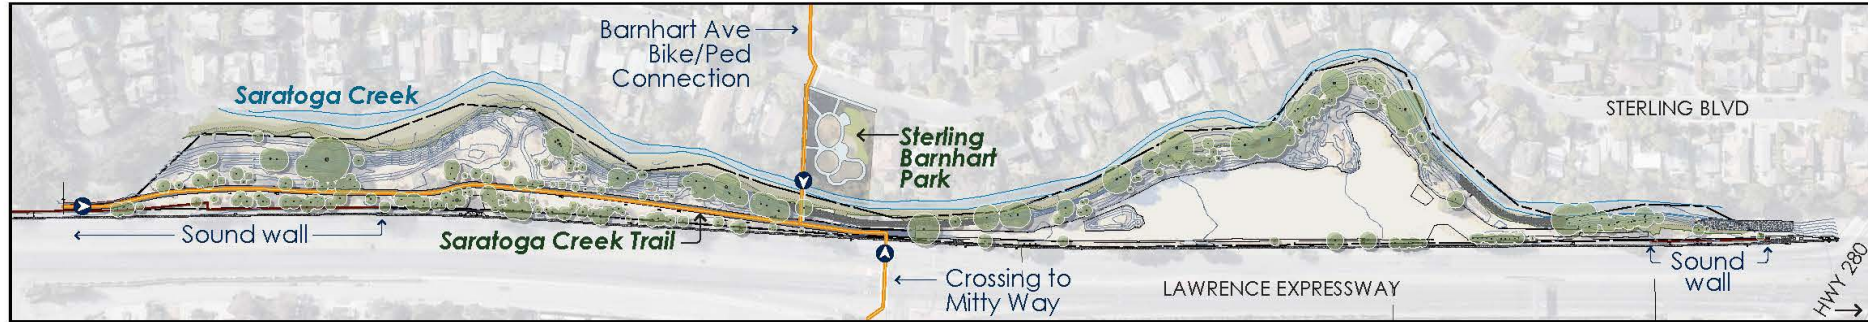 Barnhart Ave
Bike/Ped
Connection
Saratoga Creek
Sterling
Barnhart
Park
STERLING BLVD
Sound wall
Saratoga Creek Trail
Crossing to
Mitty Way
LAWRENCE EXPRESSWAY
Sound
wall
HWY 280